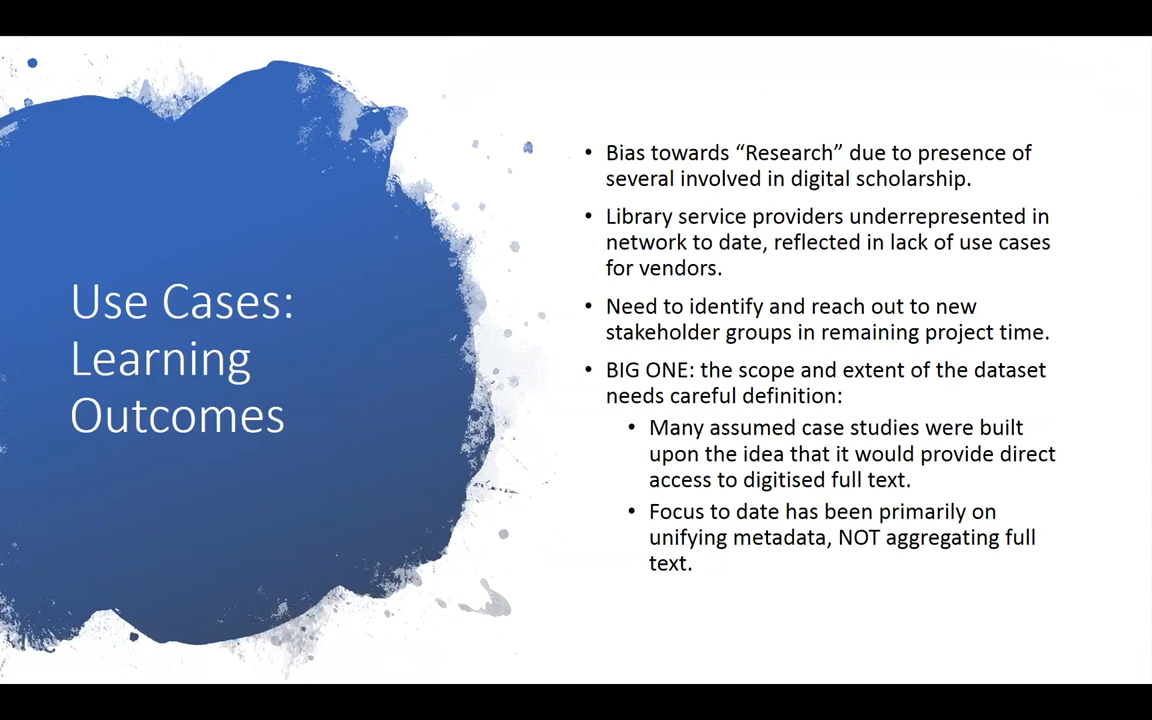 Use Cases:
Learning
Outcomes
• Bias towards “Research” due to presence of
several involved in digital scholarship.
• Library service providers underrepresented in
network to date, reflected in lack of use cases
for vendors.
• Need to identify and reach out to new
stakeholder groups in remaining project time.
• BIG ONE: the scope and extent of the dataset
needs careful definition:
• Many assumed case studies were built
upon the idea that it would provide direct
access to digitised full text.
• Focus to date has been primarily on
unifying metadata, NOT aggregating full
text.